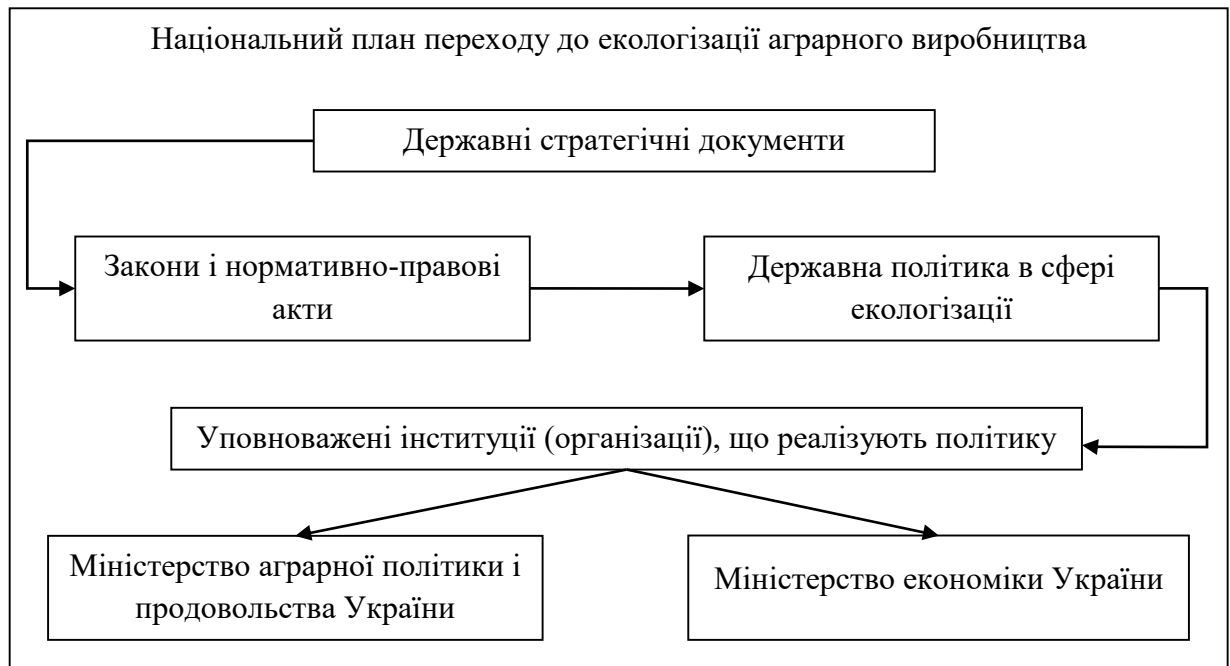 Національний план переходу до екологізації аграрного виробництва
Державні стратегічні документи
Закони і нормативно-правові
акти
Державна політика в сфері
екологізації
Уповноважені інституції (організації), що реалізують політику
Міністерство аграрної політики і
продовольства України
Міністерство економіки України